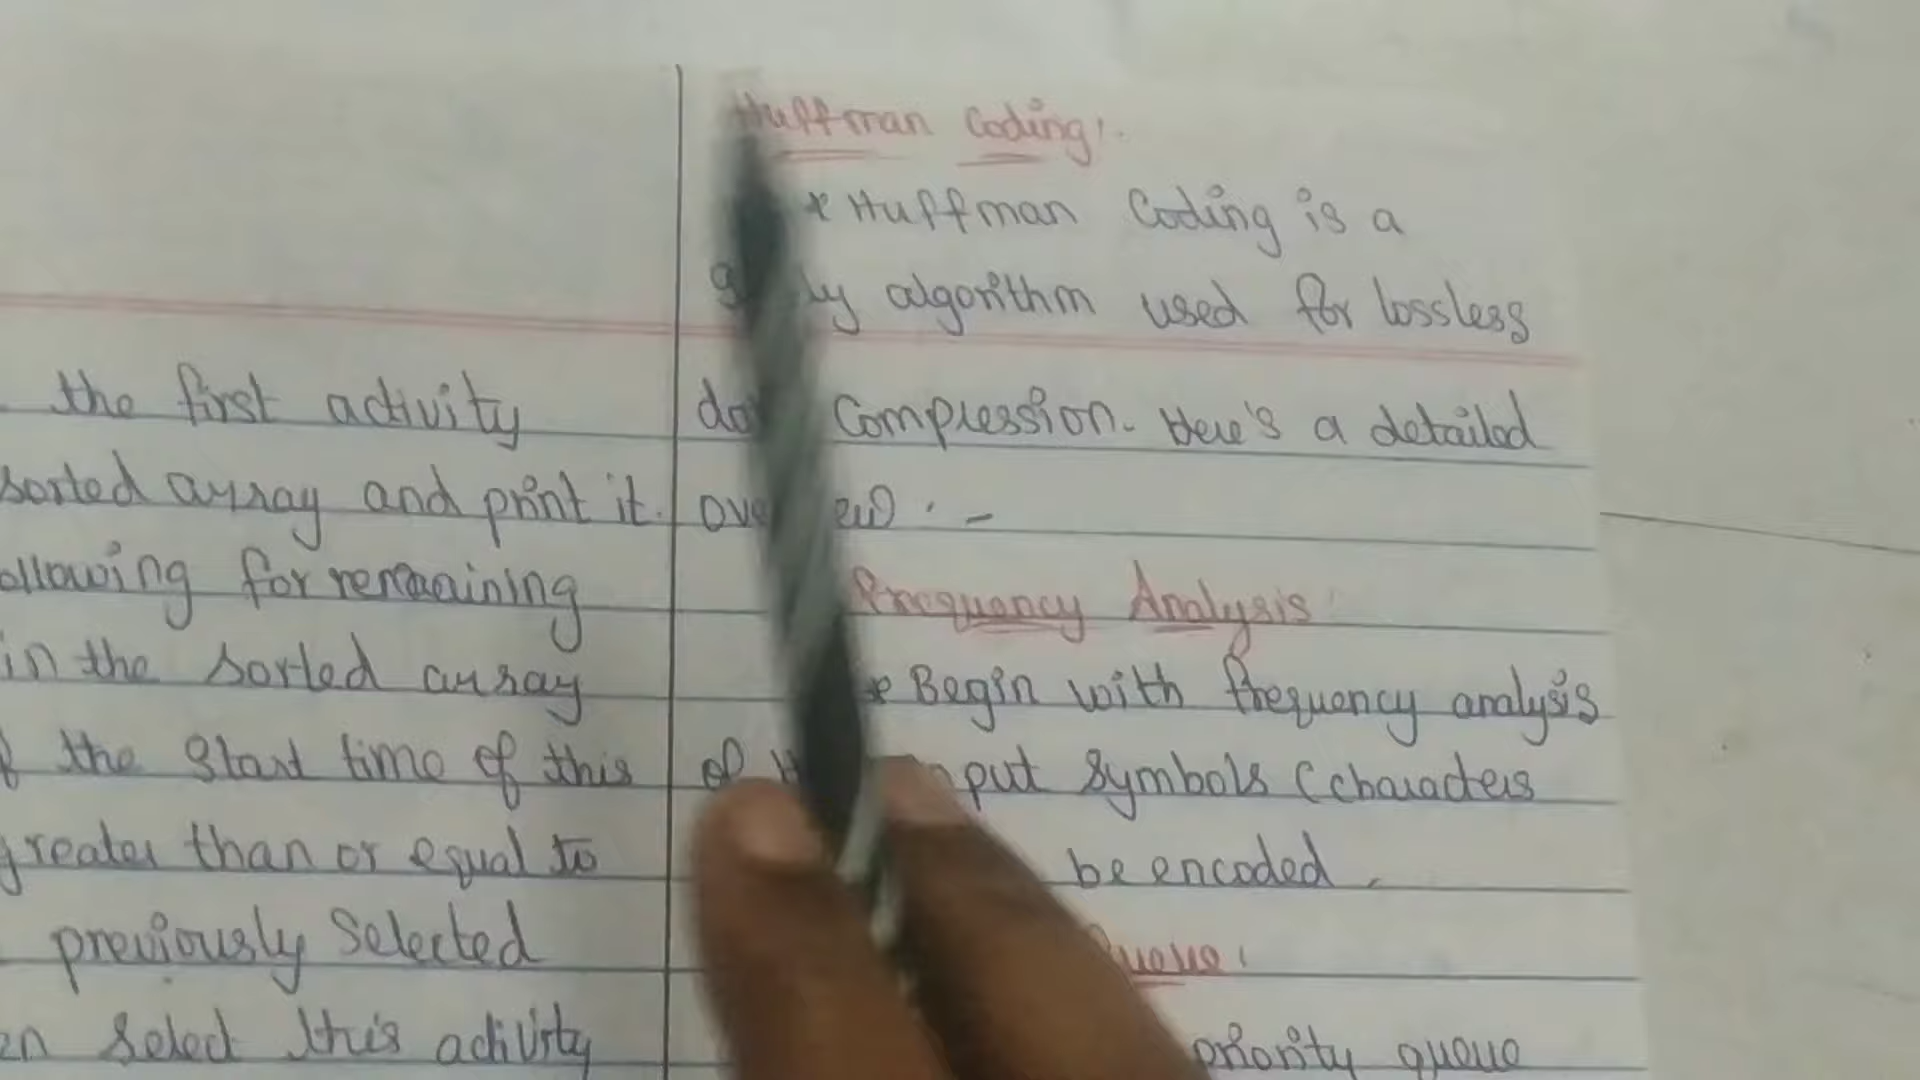 the first activity
sorted array and print it.
for remaining
in the sorted array
the start time of this
than or equal to
previously selected
select this activity
Huffman Coding:
* Huffman Coding is a
algorithm used for lossless
Compression. Here's a detailed
:-
Frequency Analysis:
* Begin with frequency analysis
of symbols (characters
be encoded.
priority queue